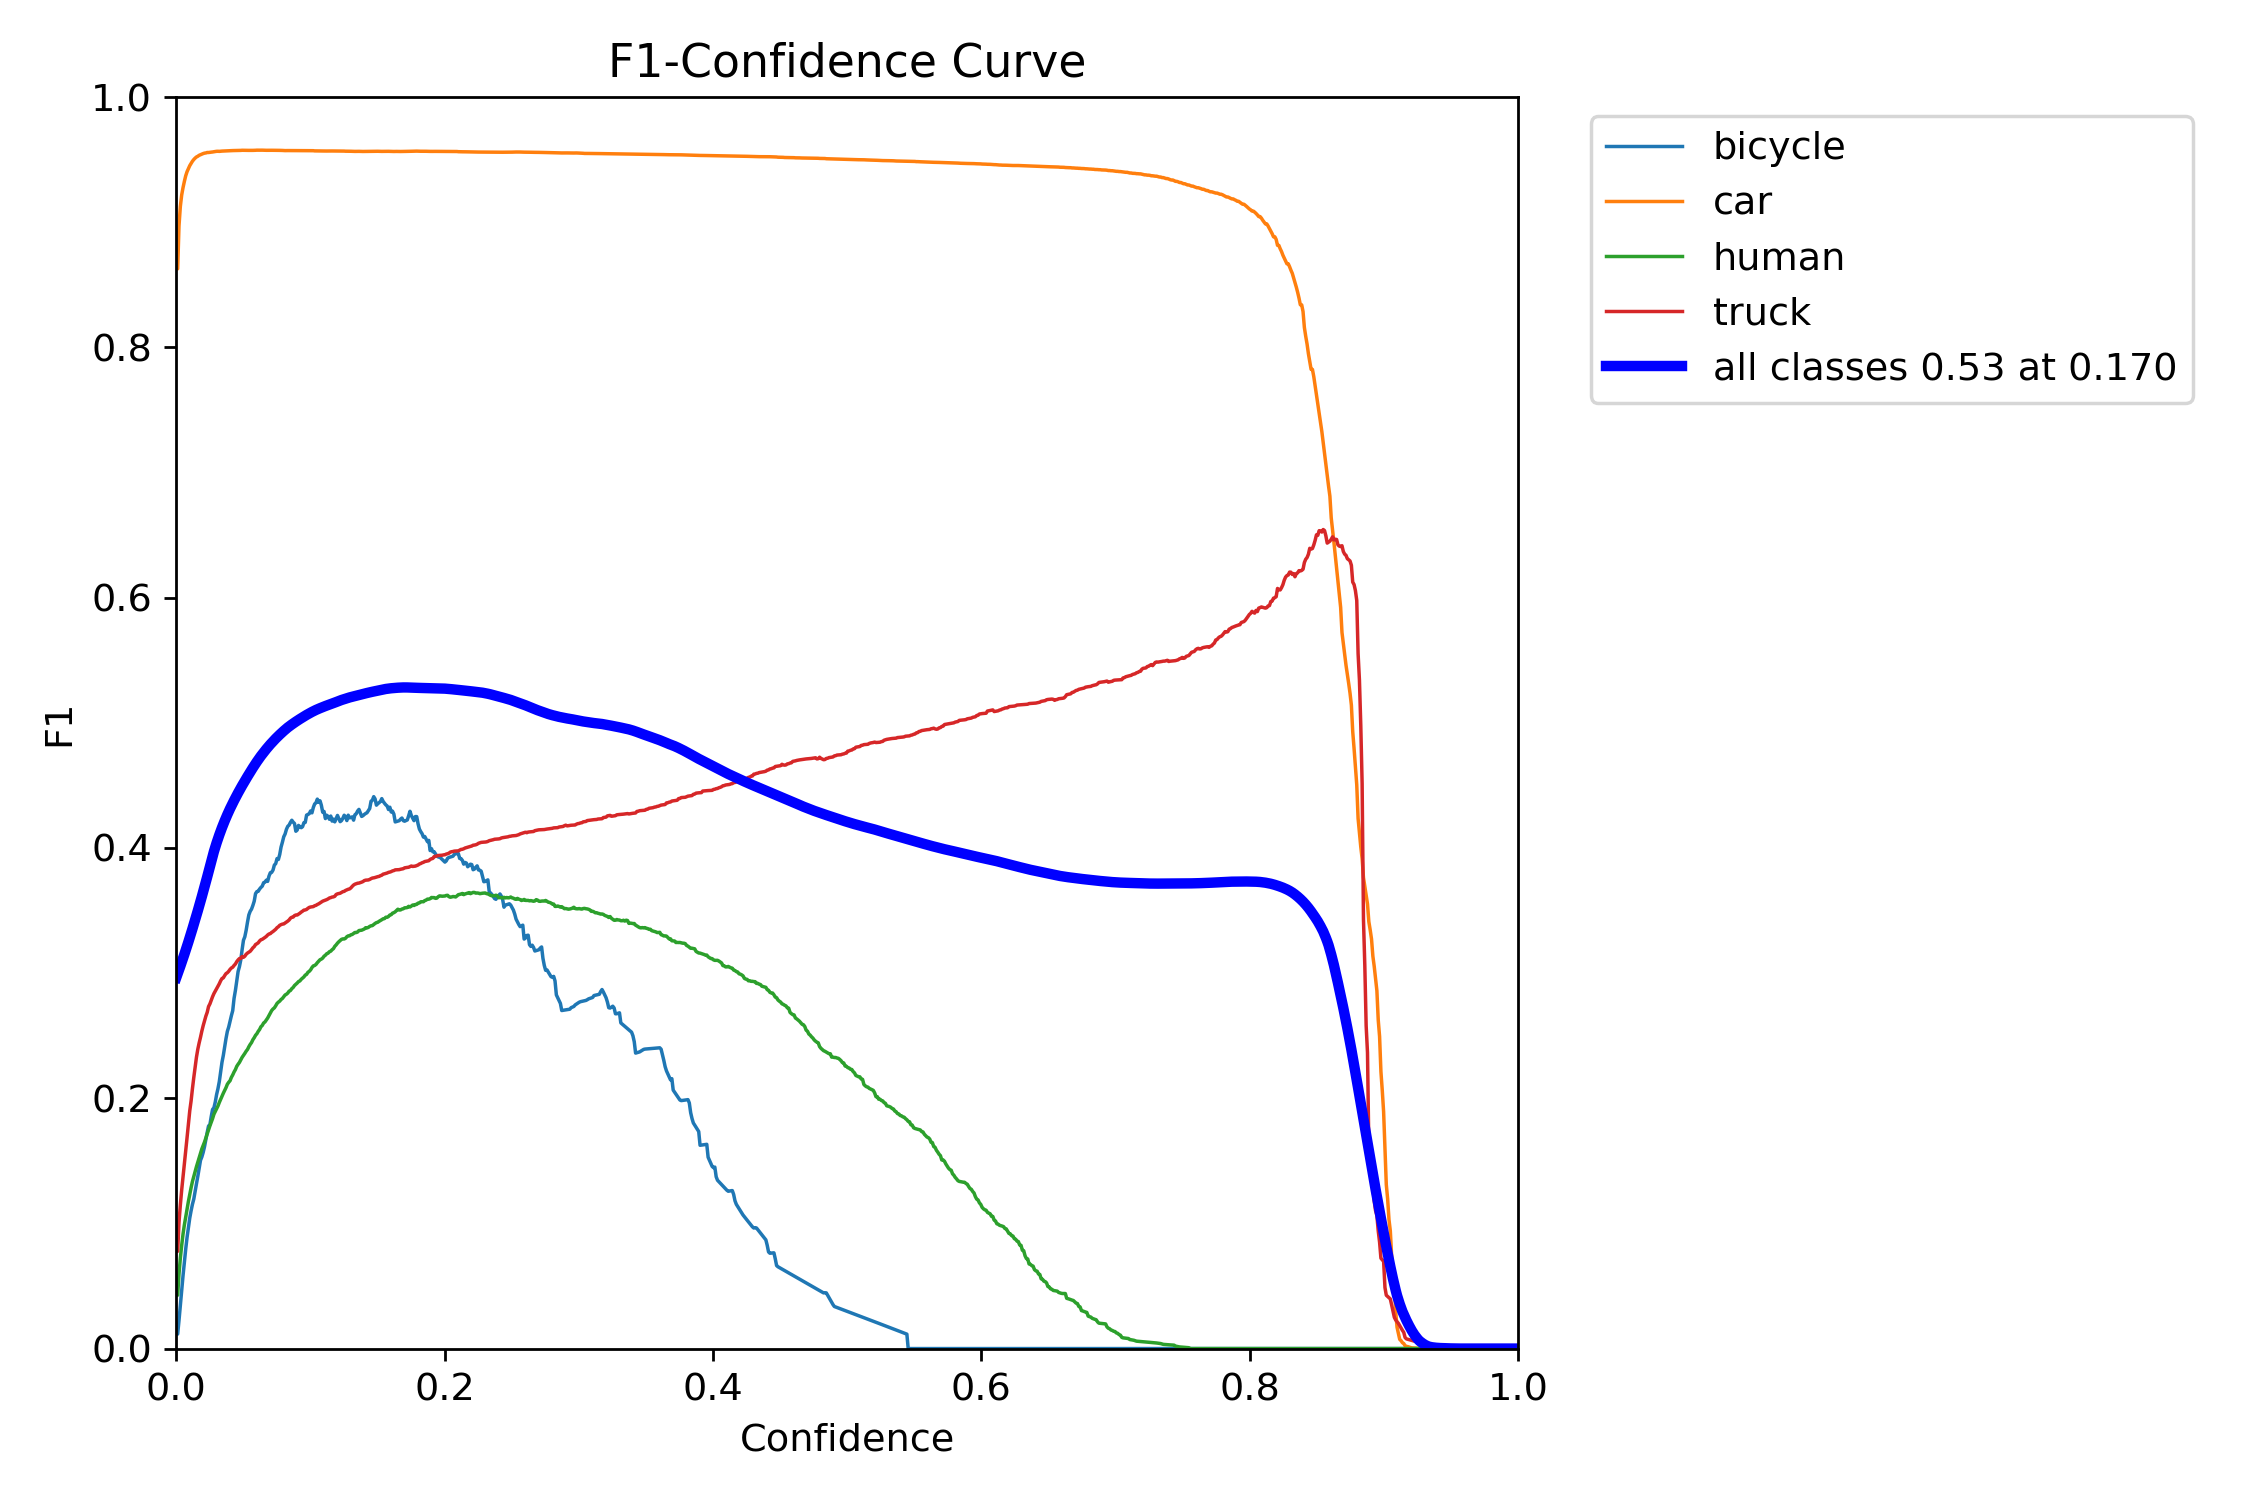 F1-Confidence Curve
1.0
0.8
0.6
0.4
0.2
0.0
F1
0.0 0.2 0.4 0.6 0.8 1.0
Confidence
bicycle
car
human
truck
all classes 0.53 at 0.170